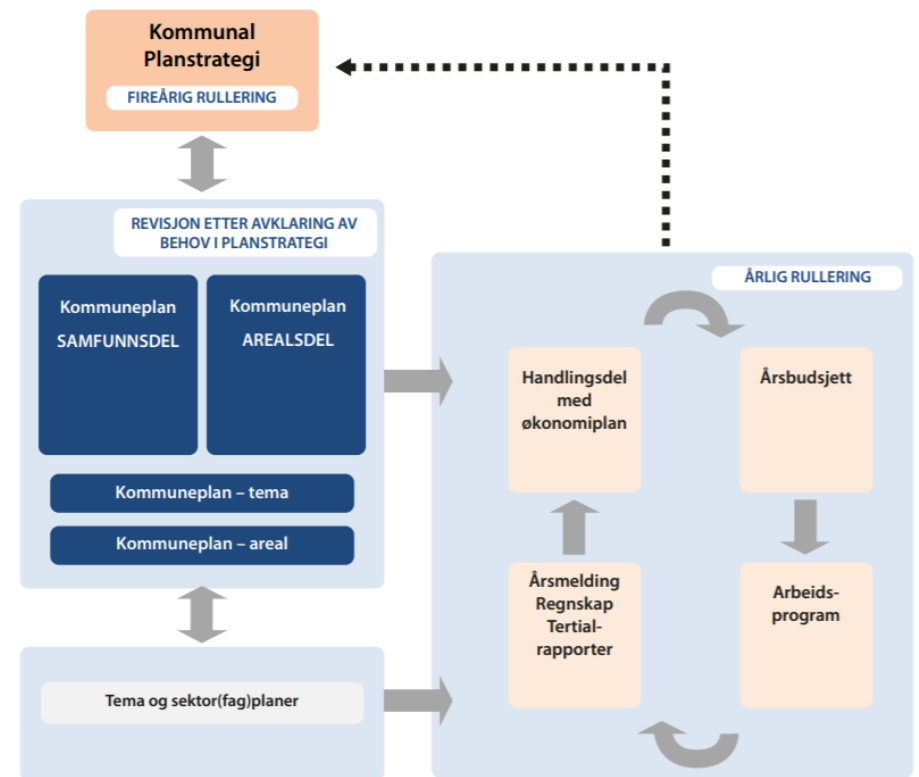 Kommunal
Planstrategi
FIREÅRIG RULLERING
REVISJON ETTER AVKLARING AV
BEHOV I PLANSTRATEGI
Kommuneplan
SAMFUNNSDEL
Kommuneplan
AREALSDEL
Kommuneplan – tema
Kommuneplan – areal
Tema og sektor(fag)planer
ÅRLIG RULLERING
Handlingsdel
med
økonomiplan
Årsbudsjett
Årsmelding
Regnskap
Tertial-
rapporter
Arbeids-
program